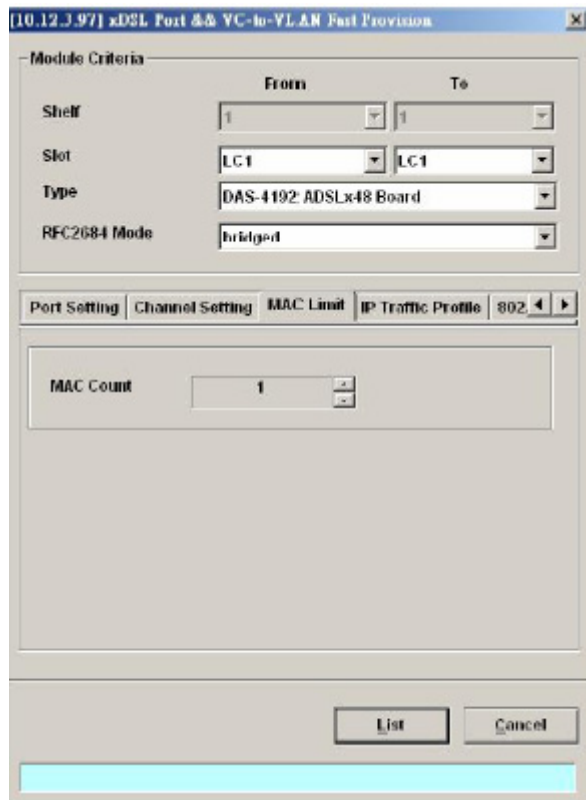 [10.12.3.97] xDSL Port && VC-to-VLAN Fast Provision
Module Criteria
From To
Shelf 1 1
Slot LC1 LC1
Type DAS-4192: ADSLx48 Board
RFC2684 Mode bridged
Port Setting Channel Setting MAC Limit IP Traffic Profile 802.
MAC Count 1
List Cancel